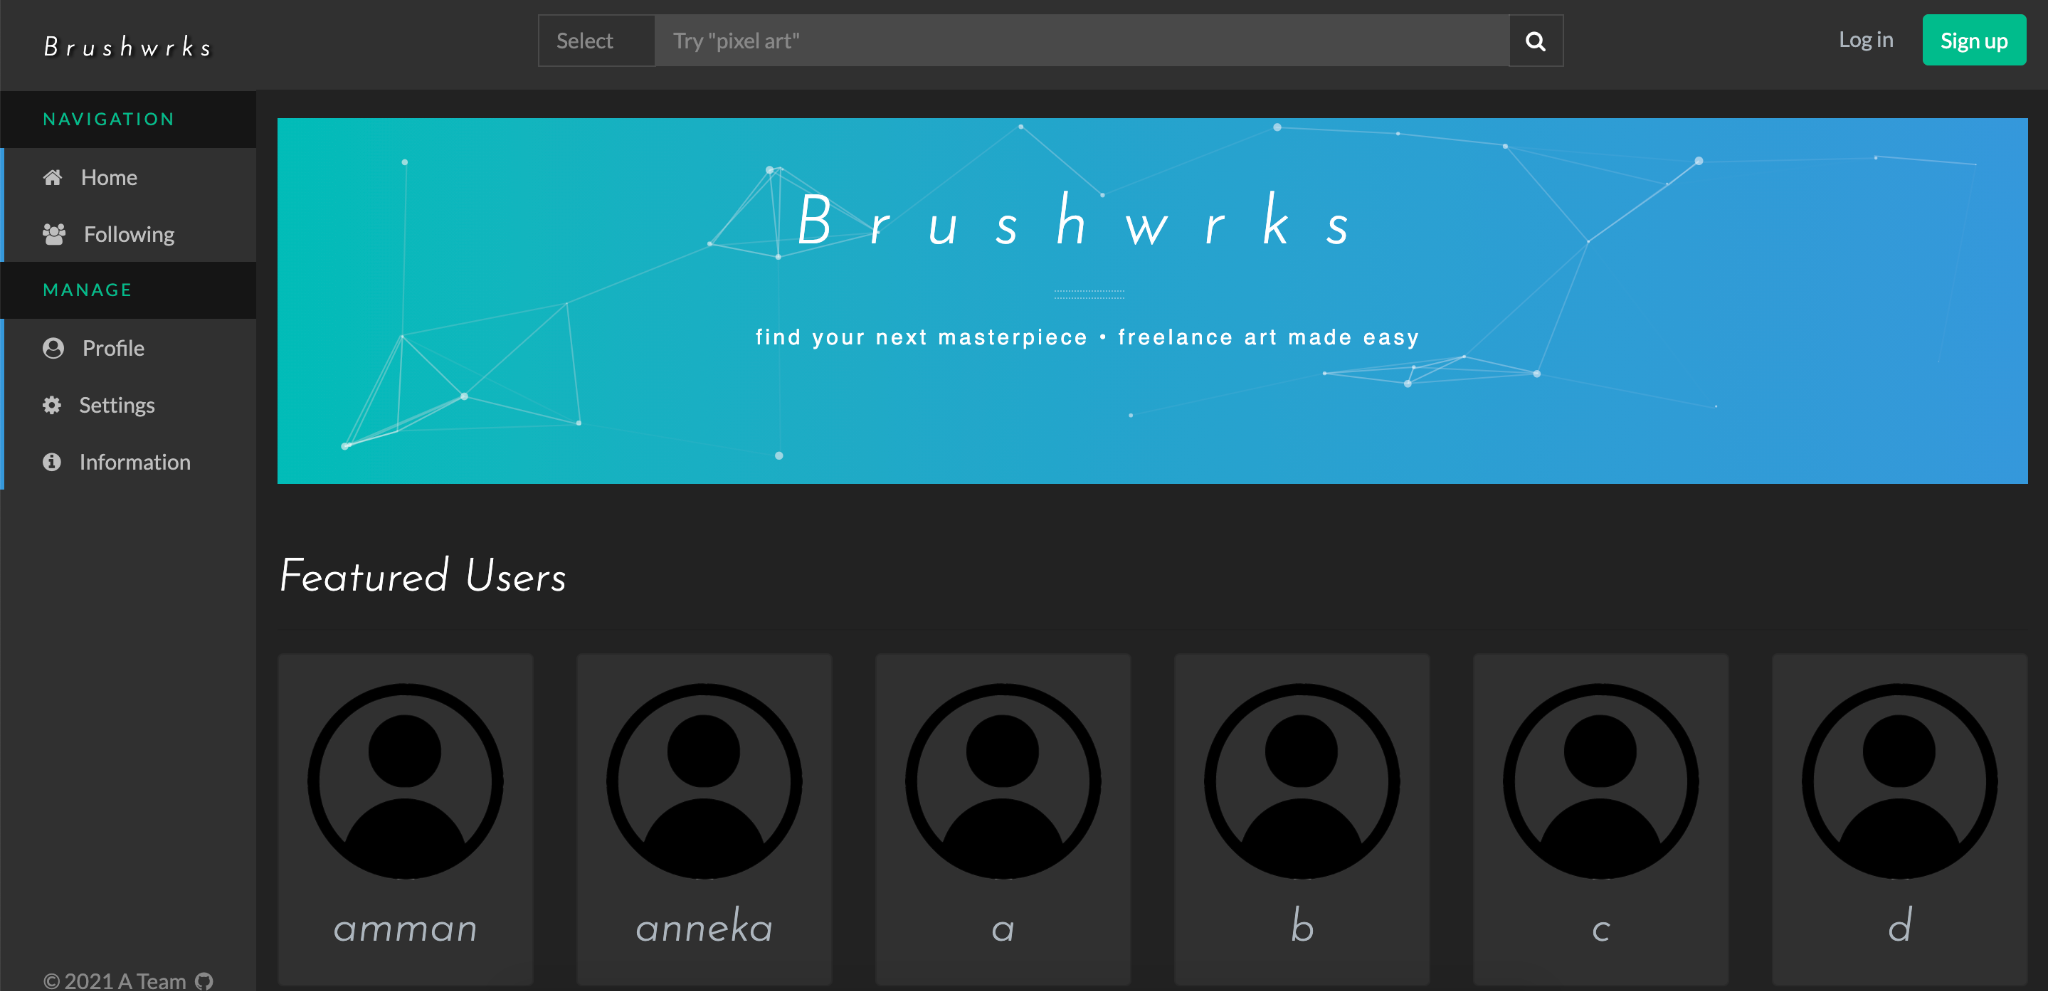 Brushwrks
Select
Try "pixel art"
Log in
Sign up
NAVIGATION
Home
Following
MANAGE
Profile
Settings
Information
© 2021 A Team
Brushwrks
find your next masterpiece • freelance art made easy
Featured Users
amman
anneka
a
b
c
d